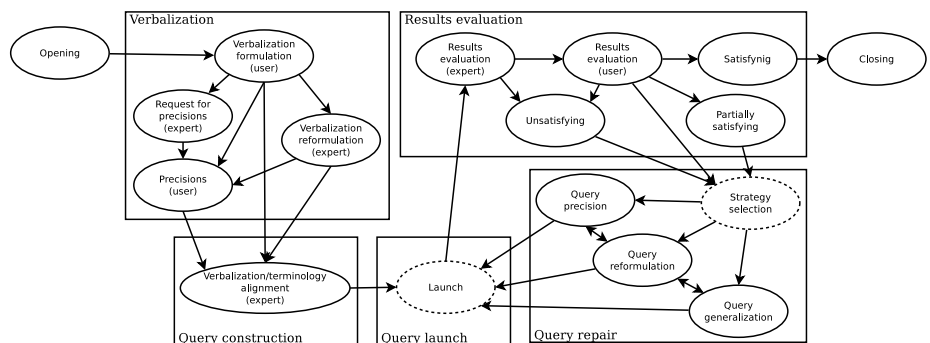 Verbalization
Results evaluation
Opening
Verbalization
formulation
(user)
Results
evaluation
(expert)
Results
evaluation
(user)
Satisfynig
Closing
Request for
precisions
(expert)
Verbalization
reformulation
(expert)
Unsatisfying
Partially
satisfying
Precisions
(user)
Query
precision
Strategy
selection
Query
reformulation
Verbalization/terminology
alignment
(expert)
Launch
Query
generalization
Query construction
Query launch
Query repair